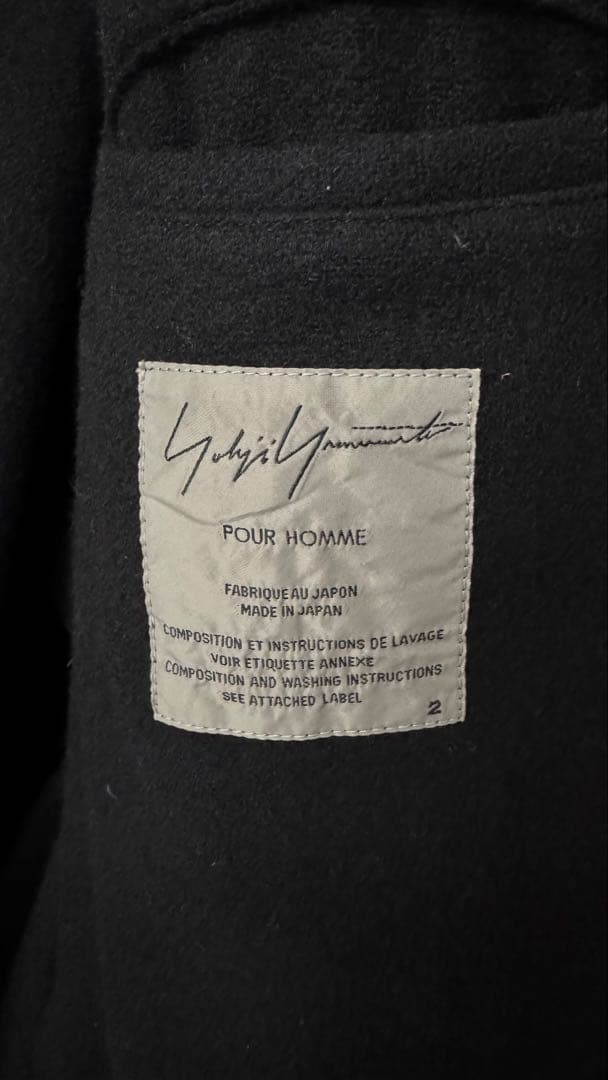 Yohji Yamamoto
POUR HOMME
FABRIQUE AU JAPON
MADE IN JAPAN
COMPOSITION ET INSTRUCTIONS DE LAVAGE
VOIR ETIQUETTE ANNEXE
COMPOSITION AND WASHING INSTRUCTIONS
SEE ATTACHED LABEL
2